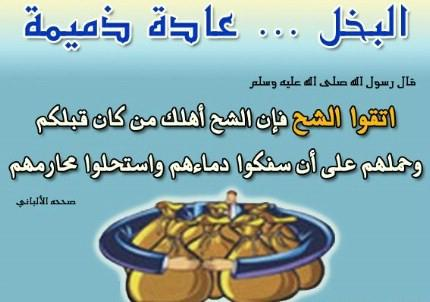 البخل ... عادة ذميمة
قال رسول الله صلى الله عليه وسلم
اتقوا الشح فإن الشح أهلك من كان قبلكم
وحملهم على أن سفكوا دماءهم واستحلوا محارمهم
صححه الألباني